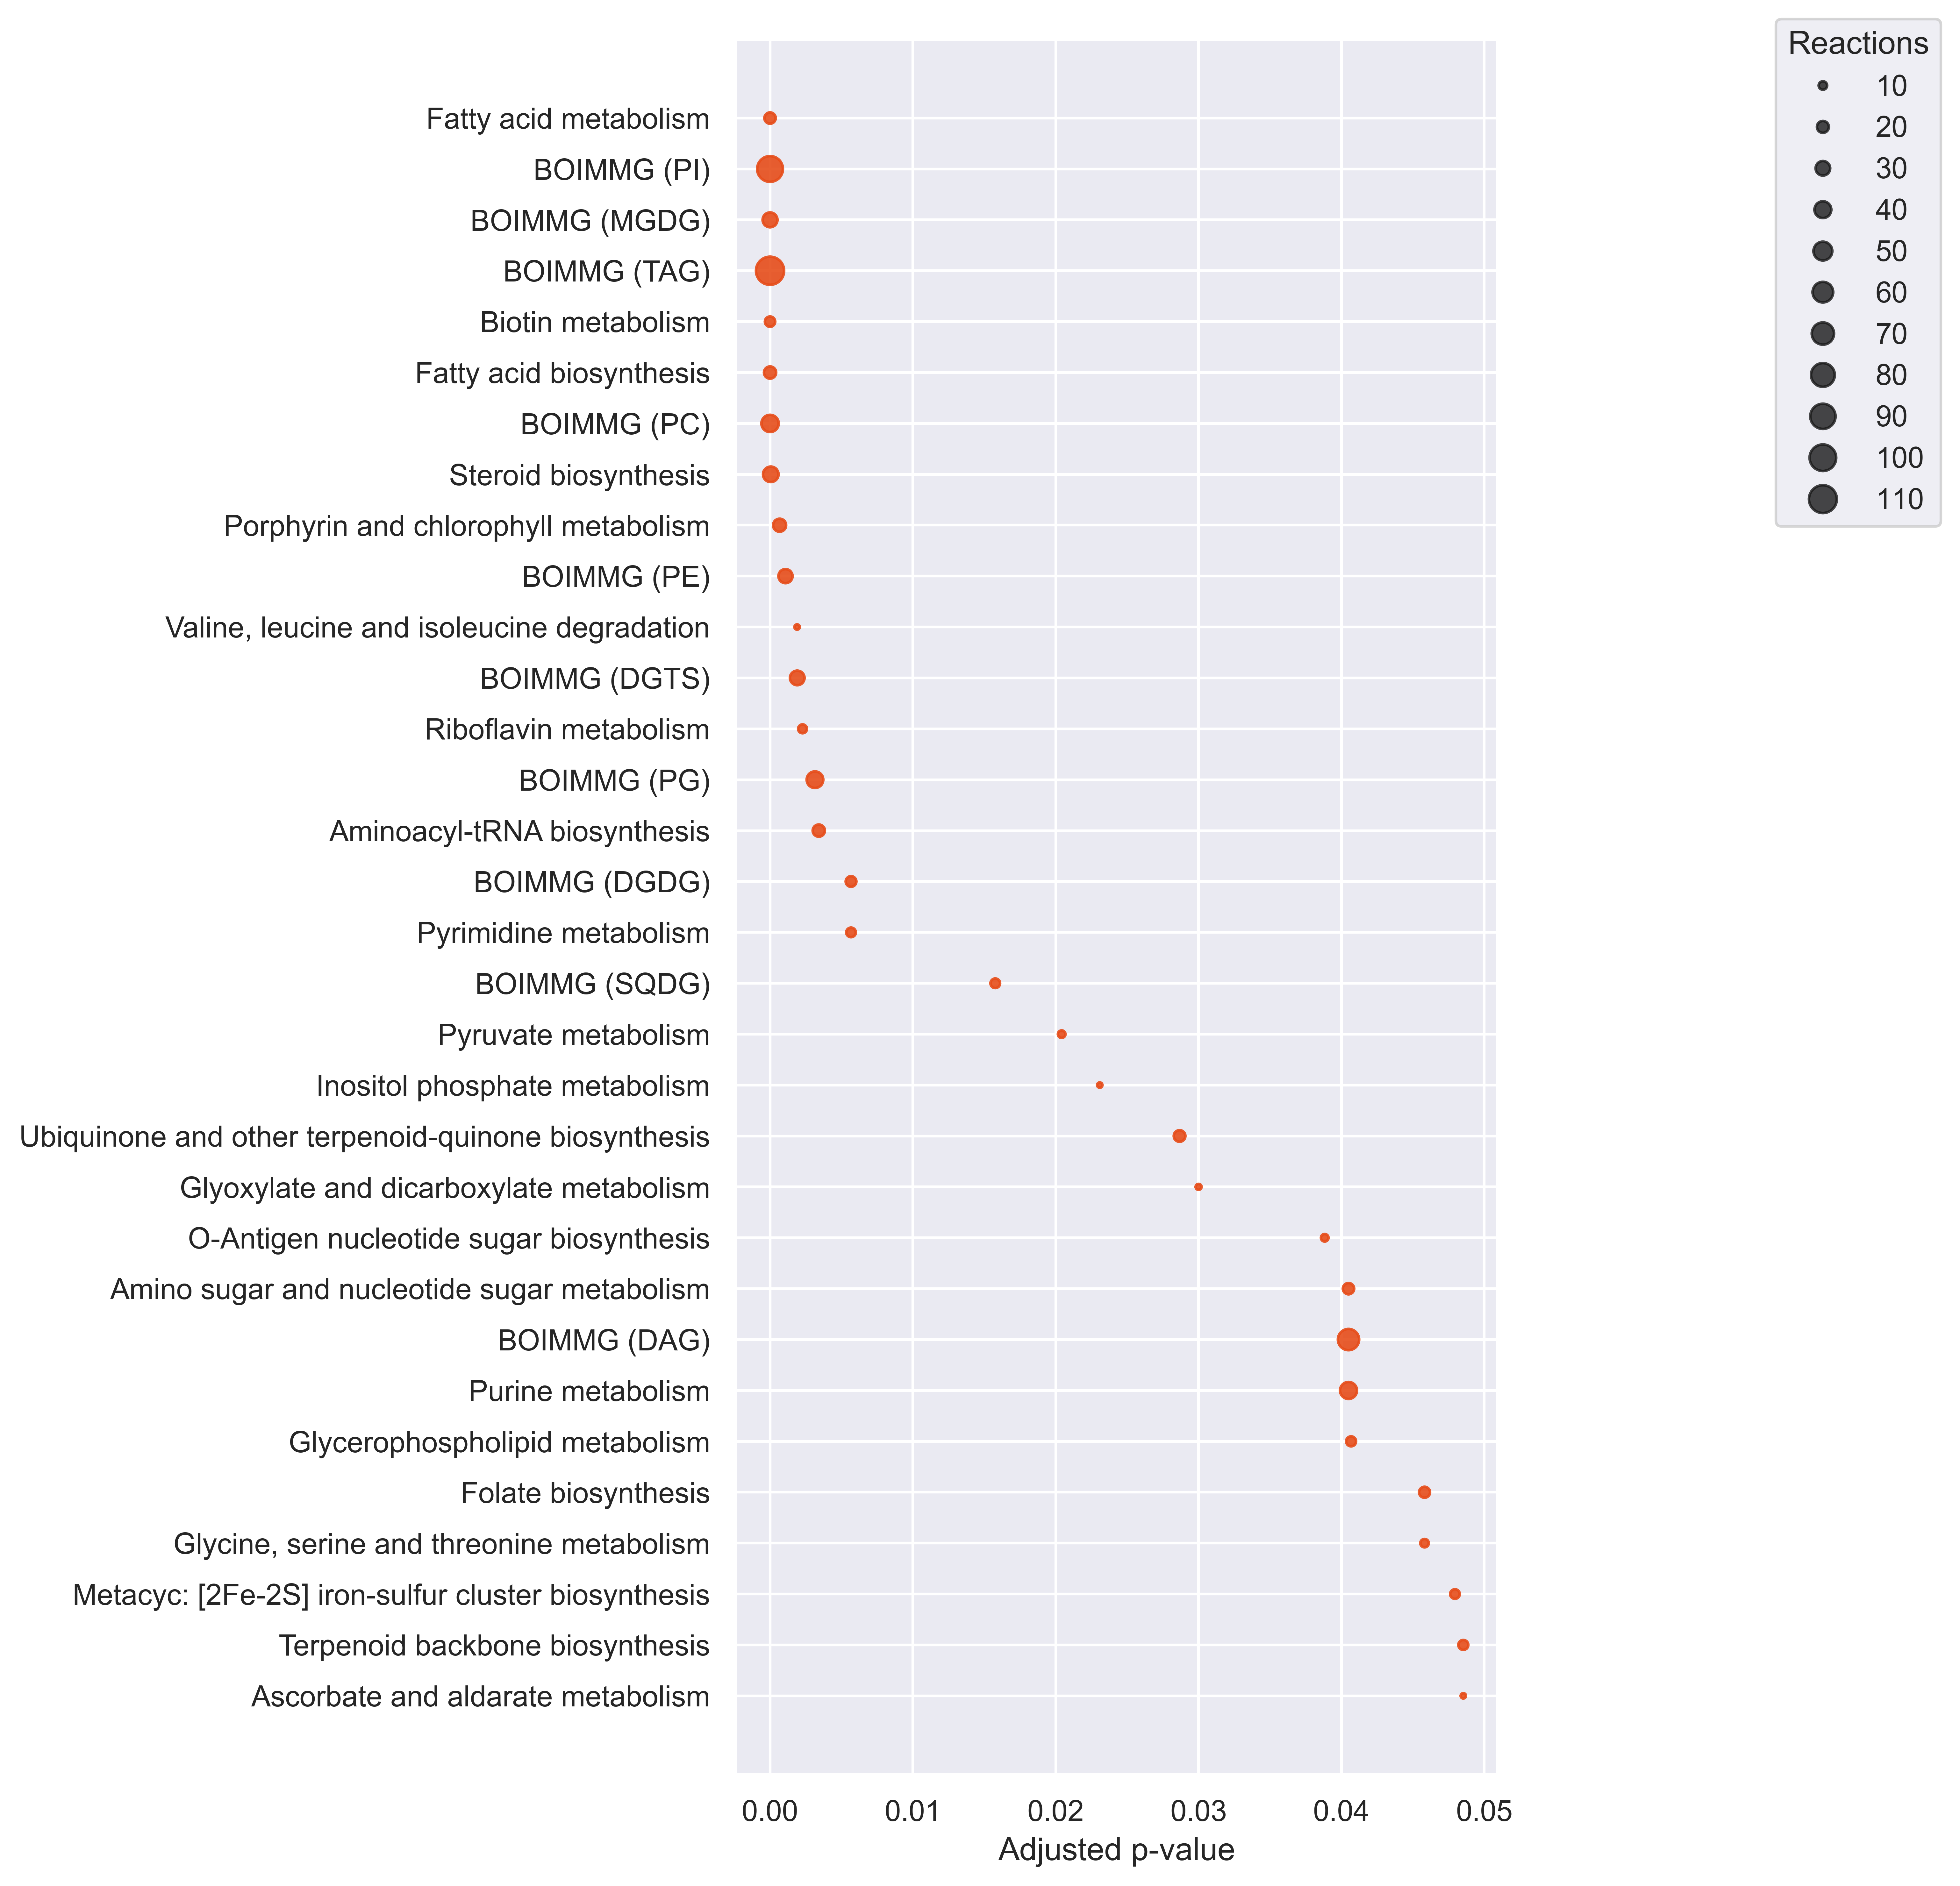 Reactions
10
20
30
40
50
60
70
80
90
100
110
Fatty acid metabolism
BOIMMG (PI)
BOIMMG (MGDG)
BOIMMG (TAG)
Biotin metabolism
Fatty acid biosynthesis
BOIMMG (PC)
Steroid biosynthesis
Porphyrin and chlorophyll metabolism
BOIMMG (PE)
Valine, leucine and isoleucine degradation
BOIMMG (DGTS)
Riboflavin metabolism
BOIMMG (PG)
Aminoacyl-tRNA biosynthesis
BOIMMG (DGDG)
Pyrimidine metabolism
BOIMMG (SQDG)
Pyruvate metabolism
Inositol phosphate metabolism
Ubiquinone and other terpenoid-quinone biosynthesis
Glyoxylate and dicarboxylate metabolism
O-Antigen nucleotide sugar biosynthesis
Amino sugar and nucleotide sugar metabolism
BOIMMG (DAG)
Purine metabolism
Glycerophospholipid metabolism
Folate biosynthesis
Glycine, serine and threonine metabolism
Metacyc: [2Fe-2S] iron-sulfur cluster biosynthesis
Terpenoid backbone biosynthesis
Ascorbate and aldarate metabolism
0.00 0.01 0.02 0.03 0.04 0.05
Adjusted p-value